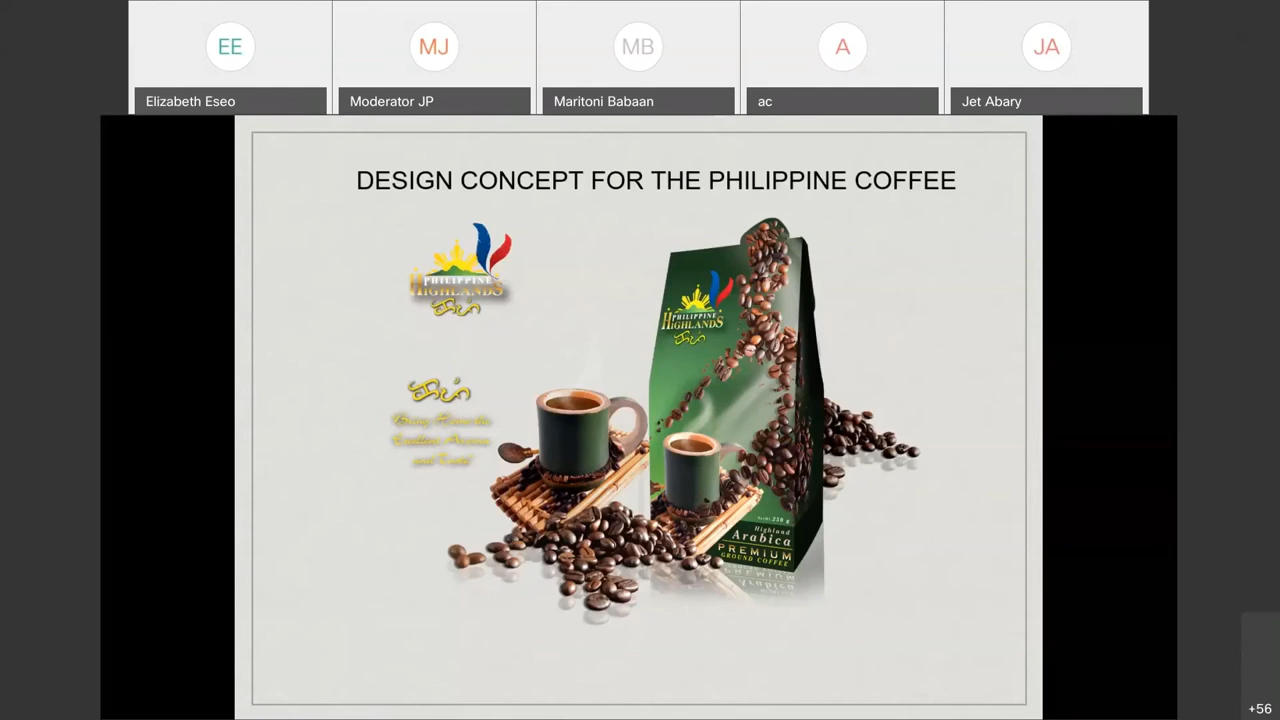 EE
MJ
MB
A
JA
Elizabeth Eseo
Moderator JP
Maritoni Babaan
ac
Jet Abary
DESIGN CONCEPT FOR THE PHILIPPINE COFFEE
PHILIPPINE
HIGHLANDS
PHILIPPINE
HIGHLANDS
250 g
Highland
Arabica
PREMIUM
GROUND COFFEE
+56